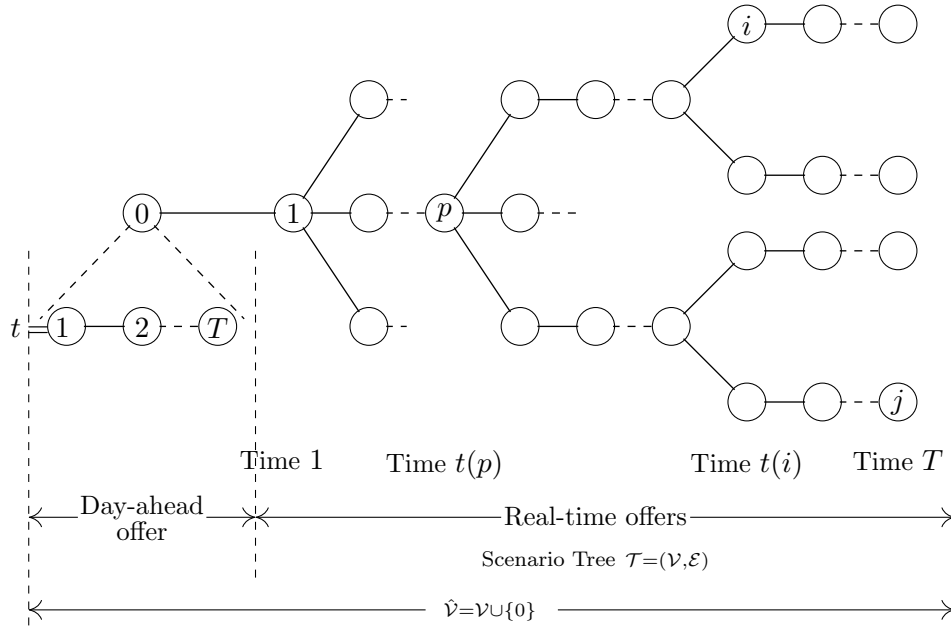 i
0
1
p
t =
1
2
T
j
Time 1
Time t(p)
Time t(i)
Time T
Day-ahead
offer
Real-time offers
Scenario Tree 𝒯=(𝒱,ℰ)
𝒱̂=𝒱∪{0}